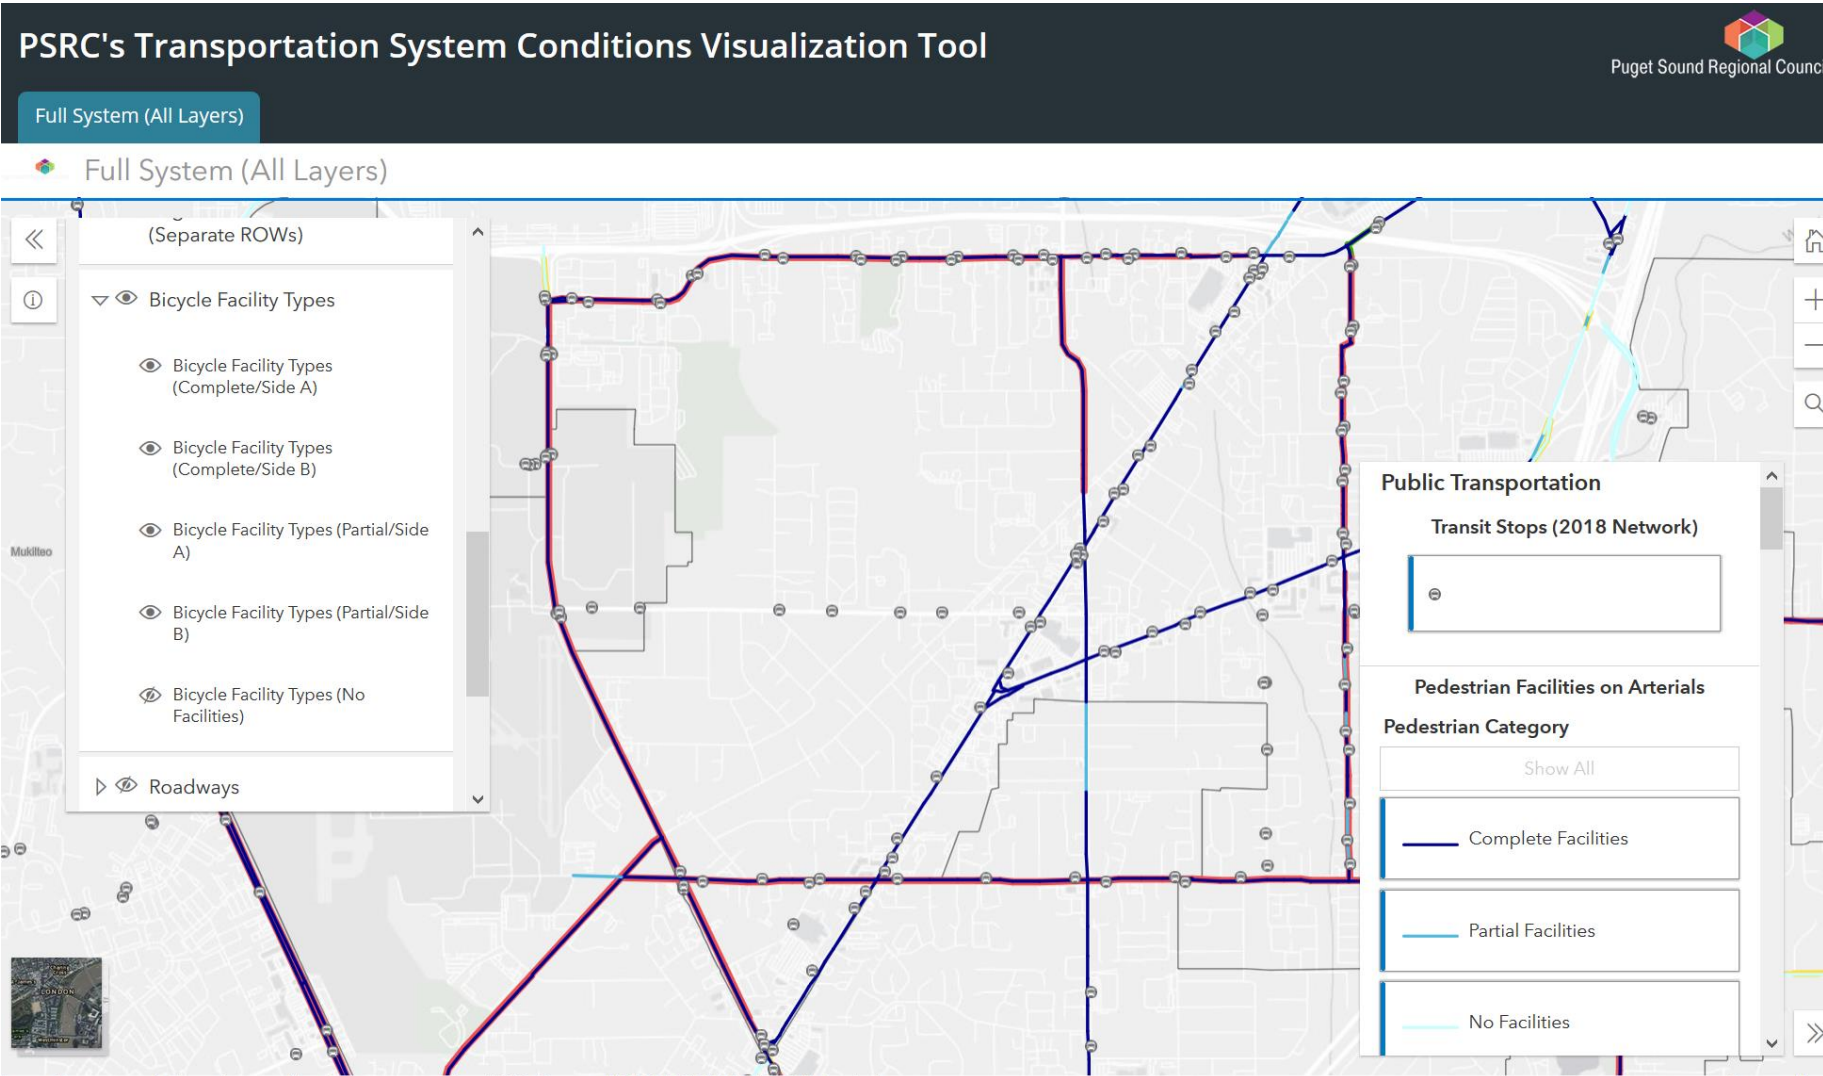 PSRC's Transportation System Conditions Visualization Tool
Puget Sound Regional Counci
Full System (All Layers)
Full System (All Layers)
(Separate ROWs)
Bicycle Facility Types
Bicycle Facility Types
(Complete/Side A)
Bicycle Facility Types
(Complete/Side B)
Bicycle Facility Types (Partial/Side
A)
Bicycle Facility Types (Partial/Side
B)
Bicycle Facility Types (No
Facilities)
Roadways
Mukilteo
LONDON
Public Transportation
Transit Stops (2018 Network)
Pedestrian Facilities on Arterials
Pedestrian Category
Show All
Complete Facilities
Partial Facilities
No Facilities